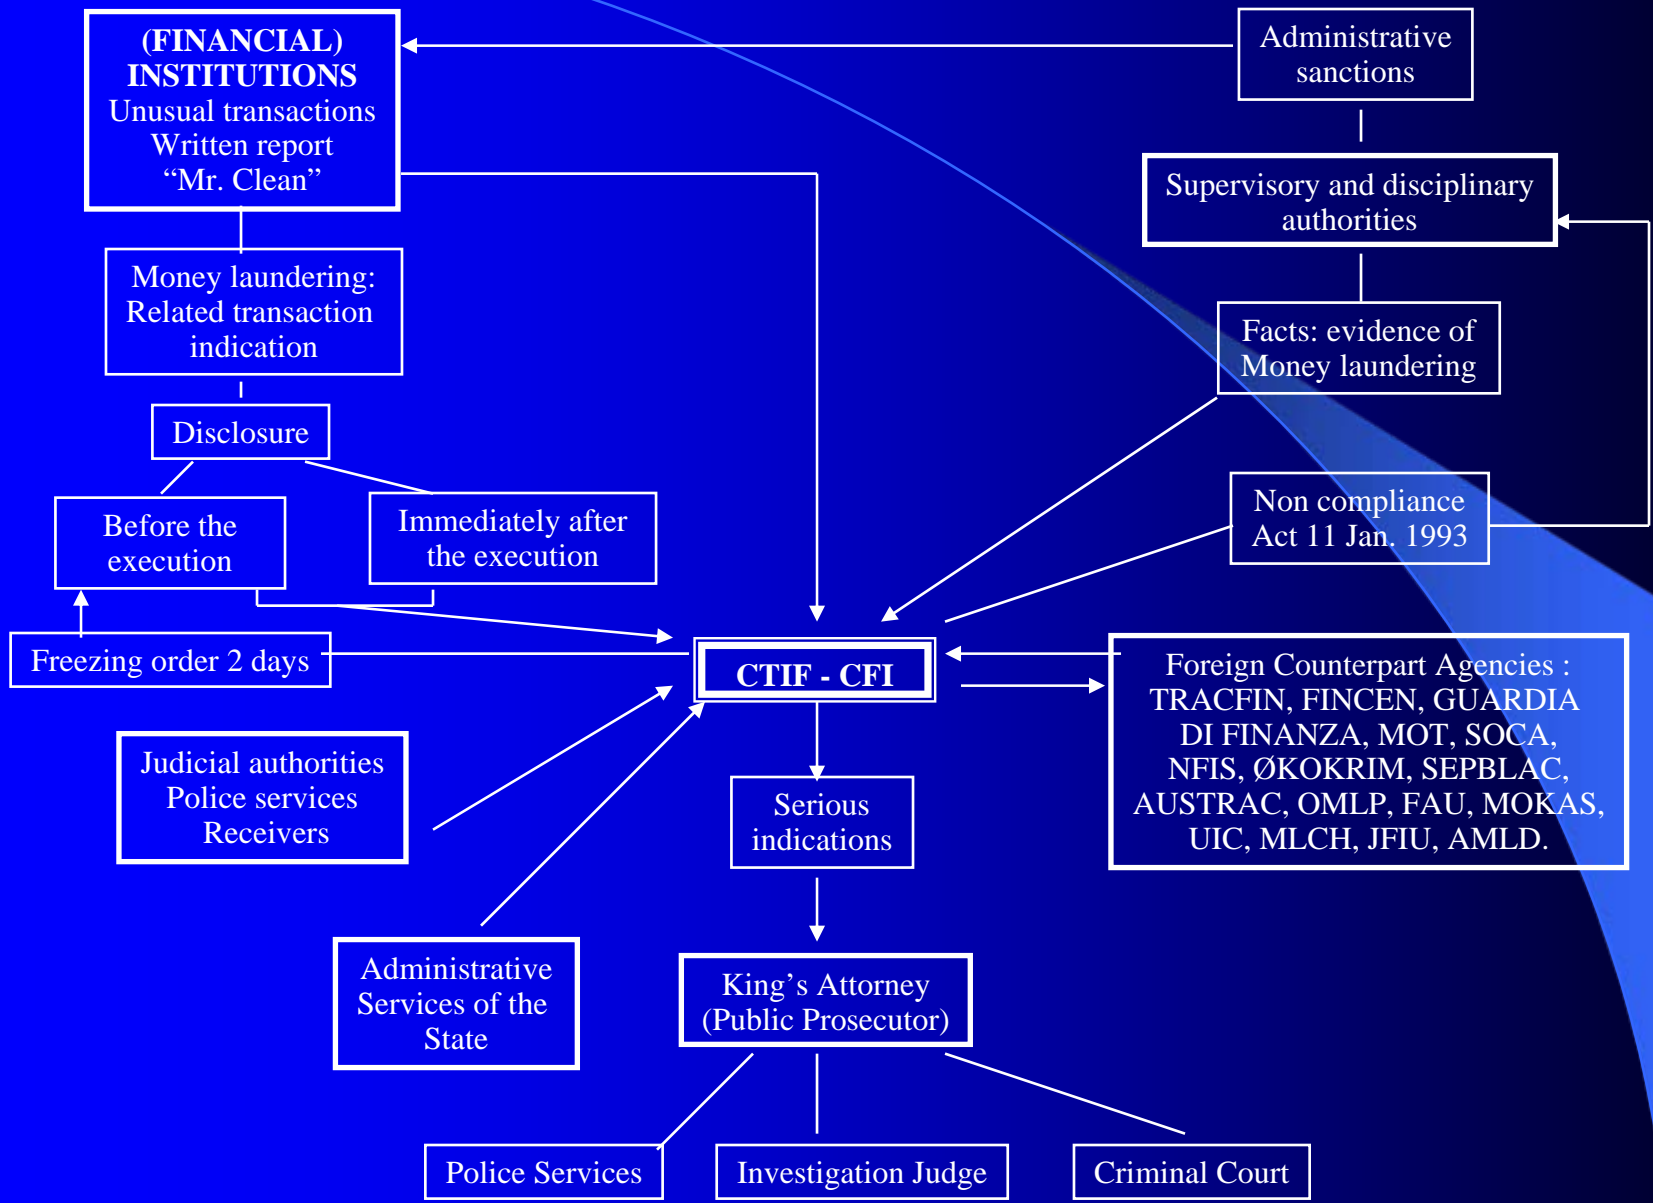 (FINANCIAL)
INSTITUTIONS
Unusual transactions
Written report
“Mr. Clean”
Administrative
sanctions
Supervisory and disciplinary
authorities
Money laundering:
Related transaction
indication
Facts: evidence of
Money laundering
Disclosure
Before the
execution
Immediately after
the execution
Non compliance
Act 11 Jan. 1993
Freezing order 2 days
CTIF - CFI
Foreign Counterpart Agencies :
TRACFIN, FINCEN, GUARDIA
DI FINANZA, MOT, SOCA,
NFIS, ØKOKRIM, SEPBLAC,
AUSTRAC, OMLP, FAU, MOKAS,
UIC, MLCH, JFIU, AMLD.
Judicial authorities
Police services
Receivers
Serious
indications
Administrative
Services of the
State
King’s Attorney
(Public Prosecutor)
Police Services
Investigation Judge
Criminal Court